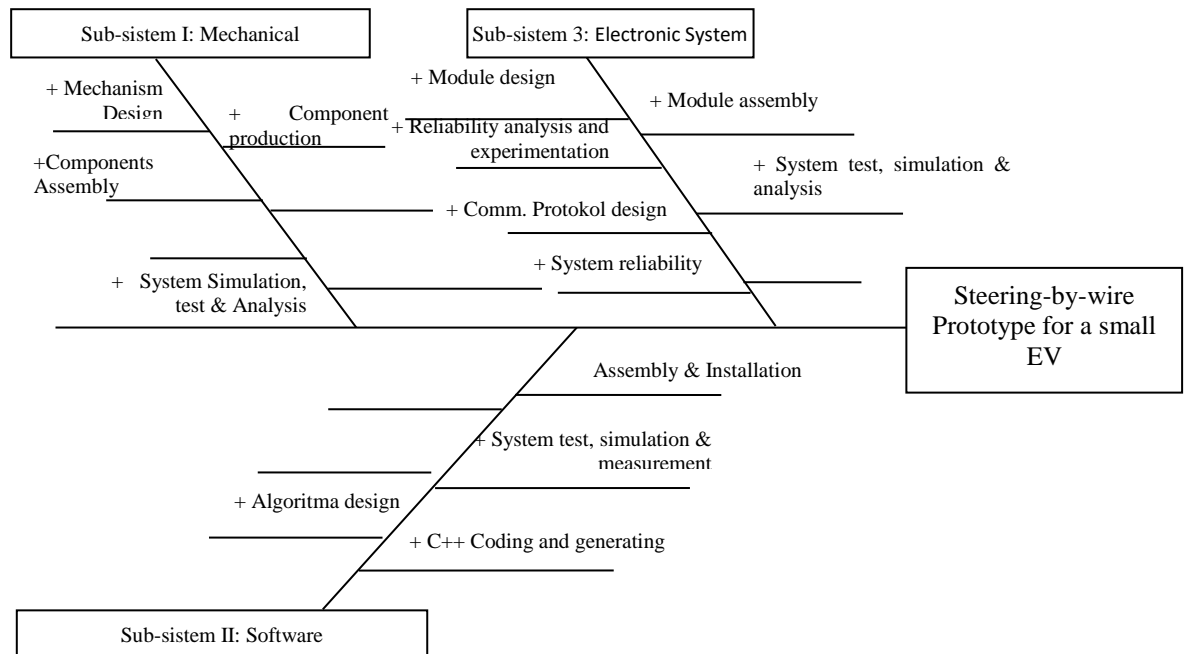 Sub-sistem I: Mechanical
Sub-sistem 3: Electronic System
+ Mechanism
Design
+ Component
production
+Components
Assembly
+ System Simulation,
test & Analysis
+ Module design
+ Reliability analysis and
experimentation
+ Comm. Protokol design
+ System reliability
+ Module assembly
+ System test, simulation &
analysis
Steering-by-wire
Prototype for a small
EV
Assembly & Installation
+ System test, simulation &
measurement
+ Algoritma design
+ C++ Coding and generating
Sub-sistem II: Software